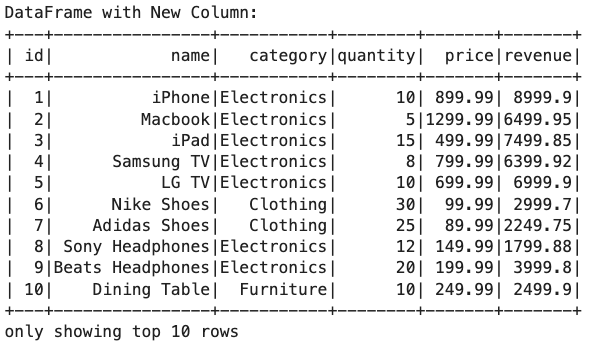 DataFrame with New Column:
+---+----------------+-----------+--------+-------+-------+
| id|            name|   category|quantity|  price|revenue|
+---+----------------+-----------+--------+-------+-------+
|  1|          iPhone|Electronics|      10| 899.99| 8999.9|
|  2|         Macbook|Electronics|       5|1299.99|6499.95|
|  3|            iPad|Electronics|      15| 499.99|7499.85|
|  4|      Samsung TV|Electronics|       8| 799.99|6399.92|
|  5|           LG TV|Electronics|      10| 699.99| 6999.9|
|  6|      Nike Shoes|   Clothing|      30|  99.99| 2999.7|
|  7|    Adidas Shoes|   Clothing|      25|  89.99|2249.75|
|  8| Sony Headphones|Electronics|      12| 149.99|1799.88|
|  9|Beats Headphones|Electronics|      20| 199.99| 3999.8|
| 10|    Dining Table|  Furniture|      10| 249.99| 2499.9|
+---+----------------+-----------+--------+-------+-------+
only showing top 10 rows